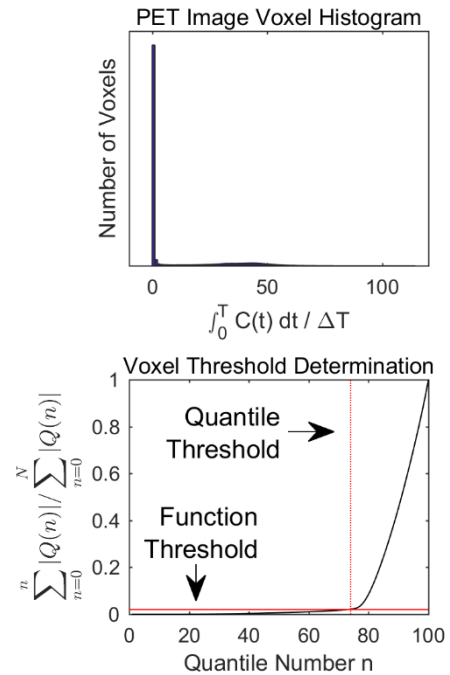 PET Image Voxel Histogram
Number of Voxels
0 50 100
∫₀ᵀ C(t) dt / ΔT
Voxel Threshold Determination
∑ₙ₌₀ⁿ |Q(n)| / ∑ₙ₌₀ᴺ |Q(n)|
1
0.8
0.6
0.4
0.2
0
Quantile
Threshold
Function
Threshold
0 20 40 60 80 100
Quantile Number n